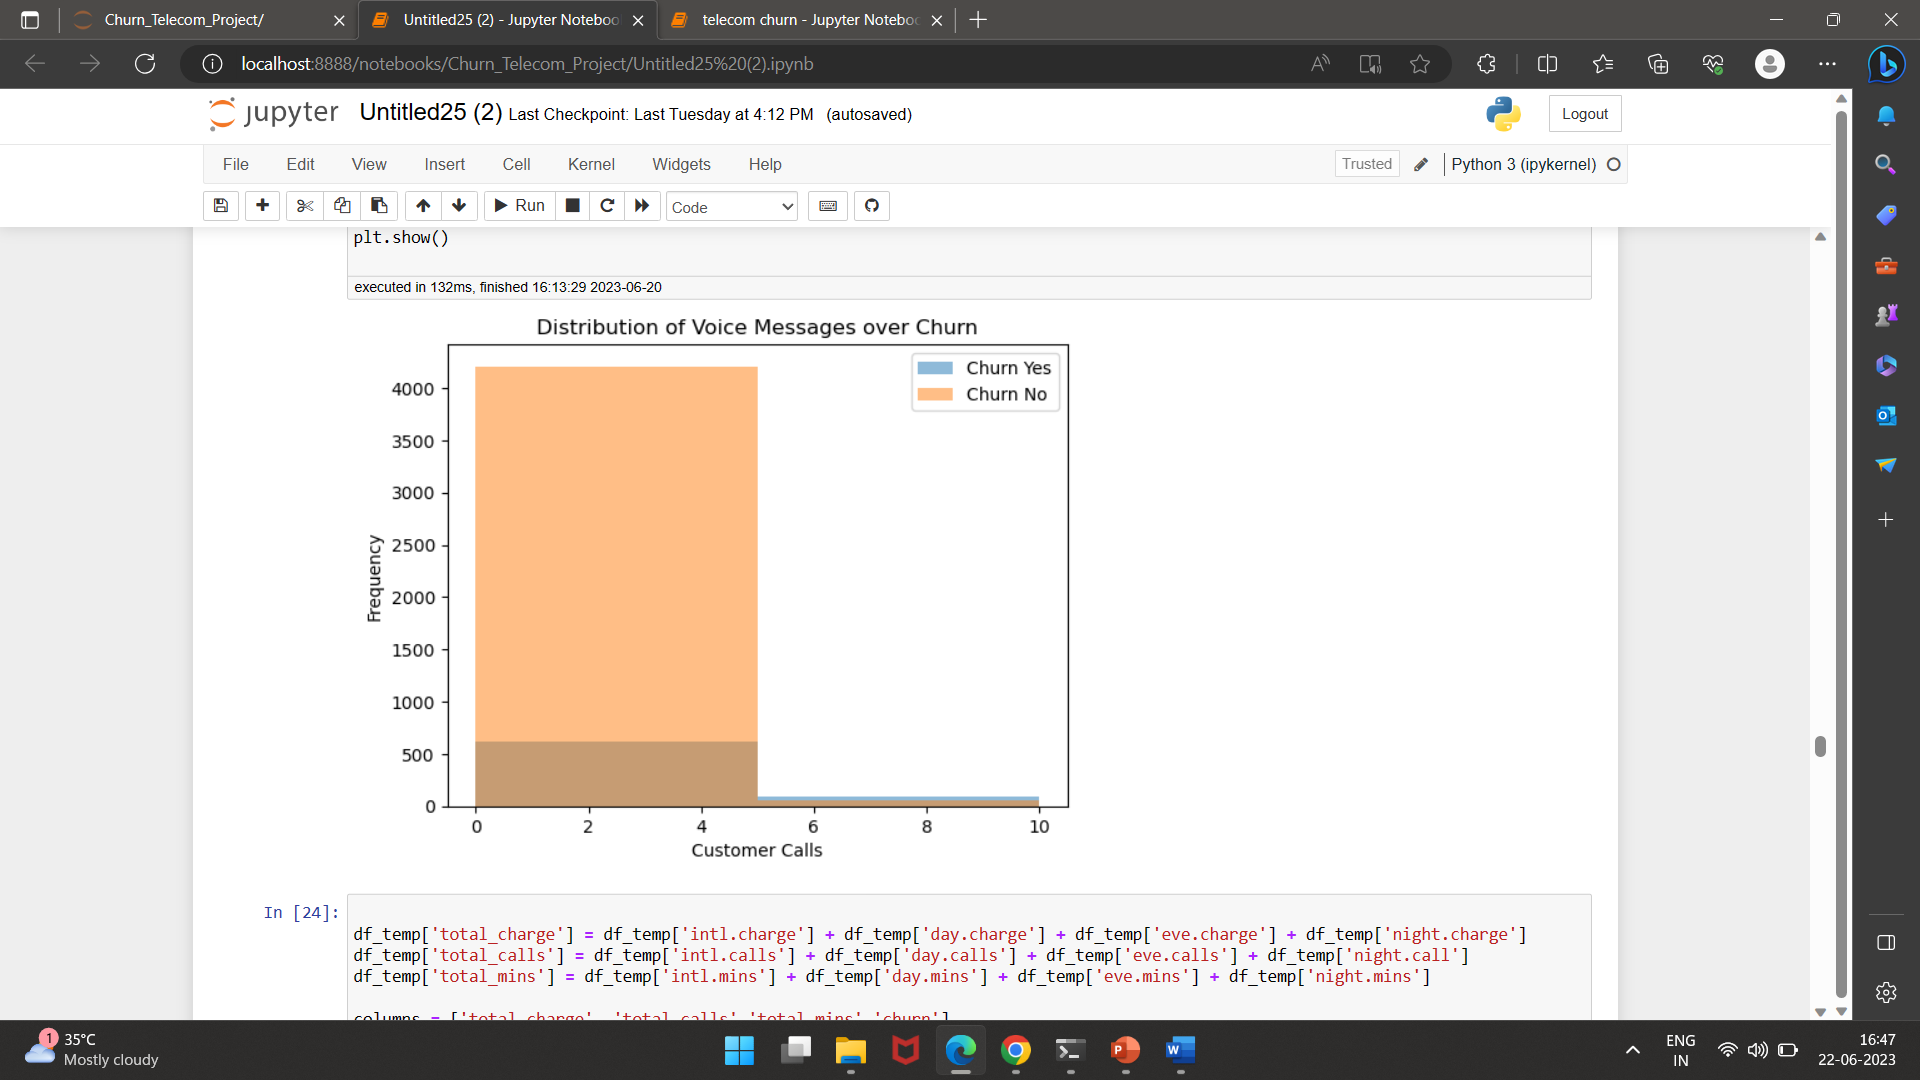 Churn_Telecom_Project/
Untitled25 (2) - Jupyter Noteboo
telecom churn - Jupyter Noteboo
localhost:8888/notebooks/Churn_Telecom_Project/Untitled25%20(2).ipynb
jupyter Untitled25 (2) Last Checkpoint: Last Tuesday at 4:12 PM (autosaved)
Logout
File Edit View Insert Cell Kernel Widgets Help
Trusted
Python 3 (ipykernel)
Run
Code
plt.show()
executed in 132ms, finished 16:13:29 2023-06-20
Distribution of Voice Messages over Churn
Churn Yes
Churn No
4000
3500
3000
2500
2000
1500
1000
500
0
Frequency
0 2 4 6 8 10
Customer Calls
In [24]:
df_temp['total_charge'] = df_temp['intl.charge'] + df_temp['day.charge'] + df_temp['eve.charge'] + df_temp['night.charge']
df_temp['total_calls'] = df_temp['intl.calls'] + df_temp['day.calls'] + df_temp['eve.calls'] + df_temp['night.call']
df_temp['total_mins'] = df_temp['intl.mins'] + df_temp['day.mins'] + df_temp['eve.mins'] + df_temp['night.mins']
columns = ['total_charge', 'total_calls','total_mins','churn']
1
35°C
Mostly cloudy
ENG
IN
16:47
22-06-2023